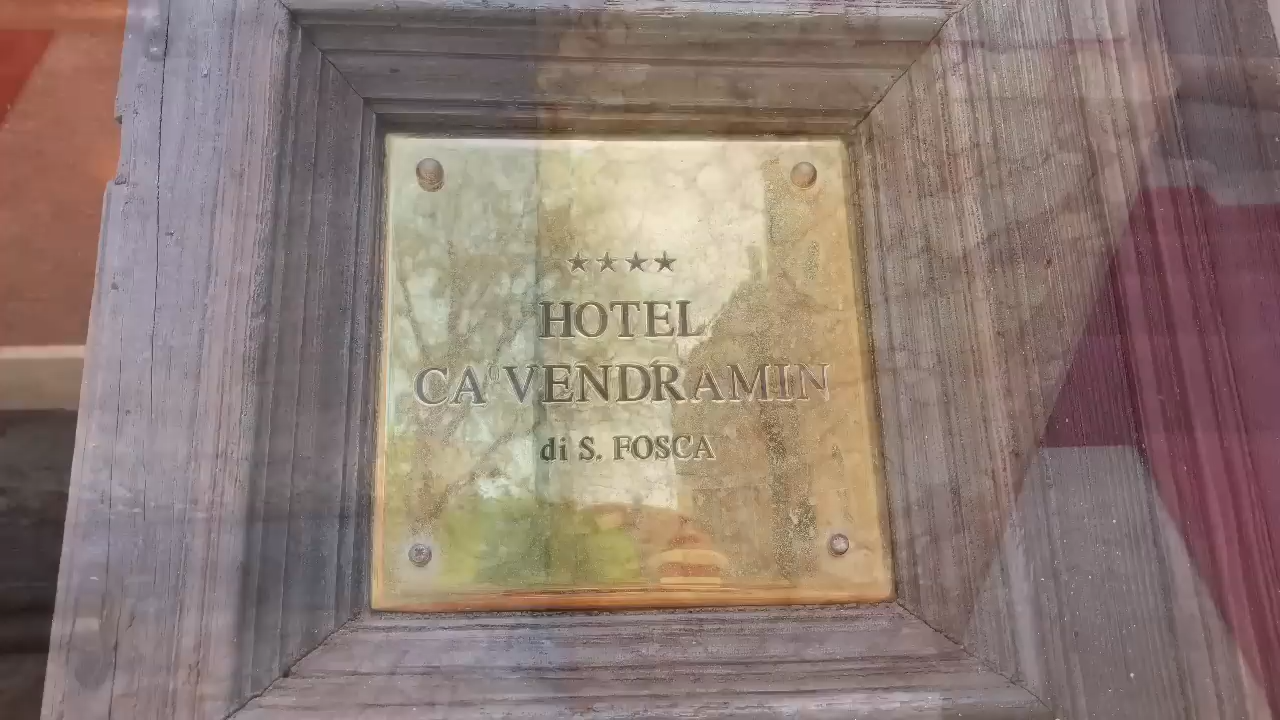 ★★★★
HOTEL
CA' VENDRAMIN
di S. FOSCA